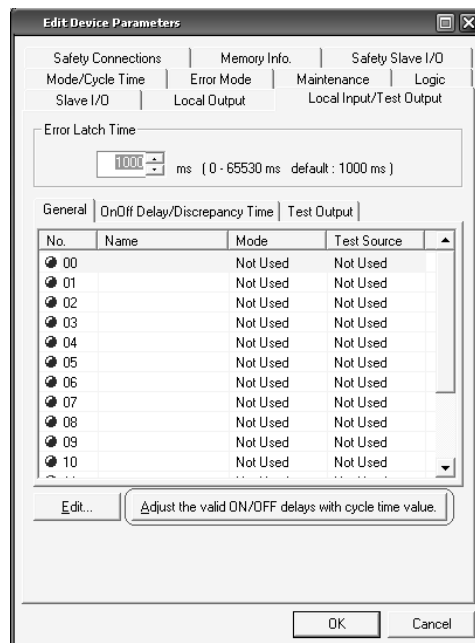 Edit Device Parameters
Safety Connections Memory Info. Safety Slave I/O
Mode/Cycle Time Error Mode Maintenance Logic
Slave I/O Local Output Local Input/Test Output
Error Latch Time
1000 ms ( 0 - 65530 ms default : 1000 ms )
General OnOff Delay/Discrepancy Time Test Output
No. Name Mode Test Source
00 Not Used Not Used
01 Not Used Not Used
02 Not Used Not Used
03 Not Used Not Used
04 Not Used Not Used
05 Not Used Not Used
06 Not Used Not Used
07 Not Used Not Used
08 Not Used Not Used
09 Not Used Not Used
10 Not Used Not Used
Edit... Adjust the valid ON/OFF delays with cycle time value.
OK Cancel